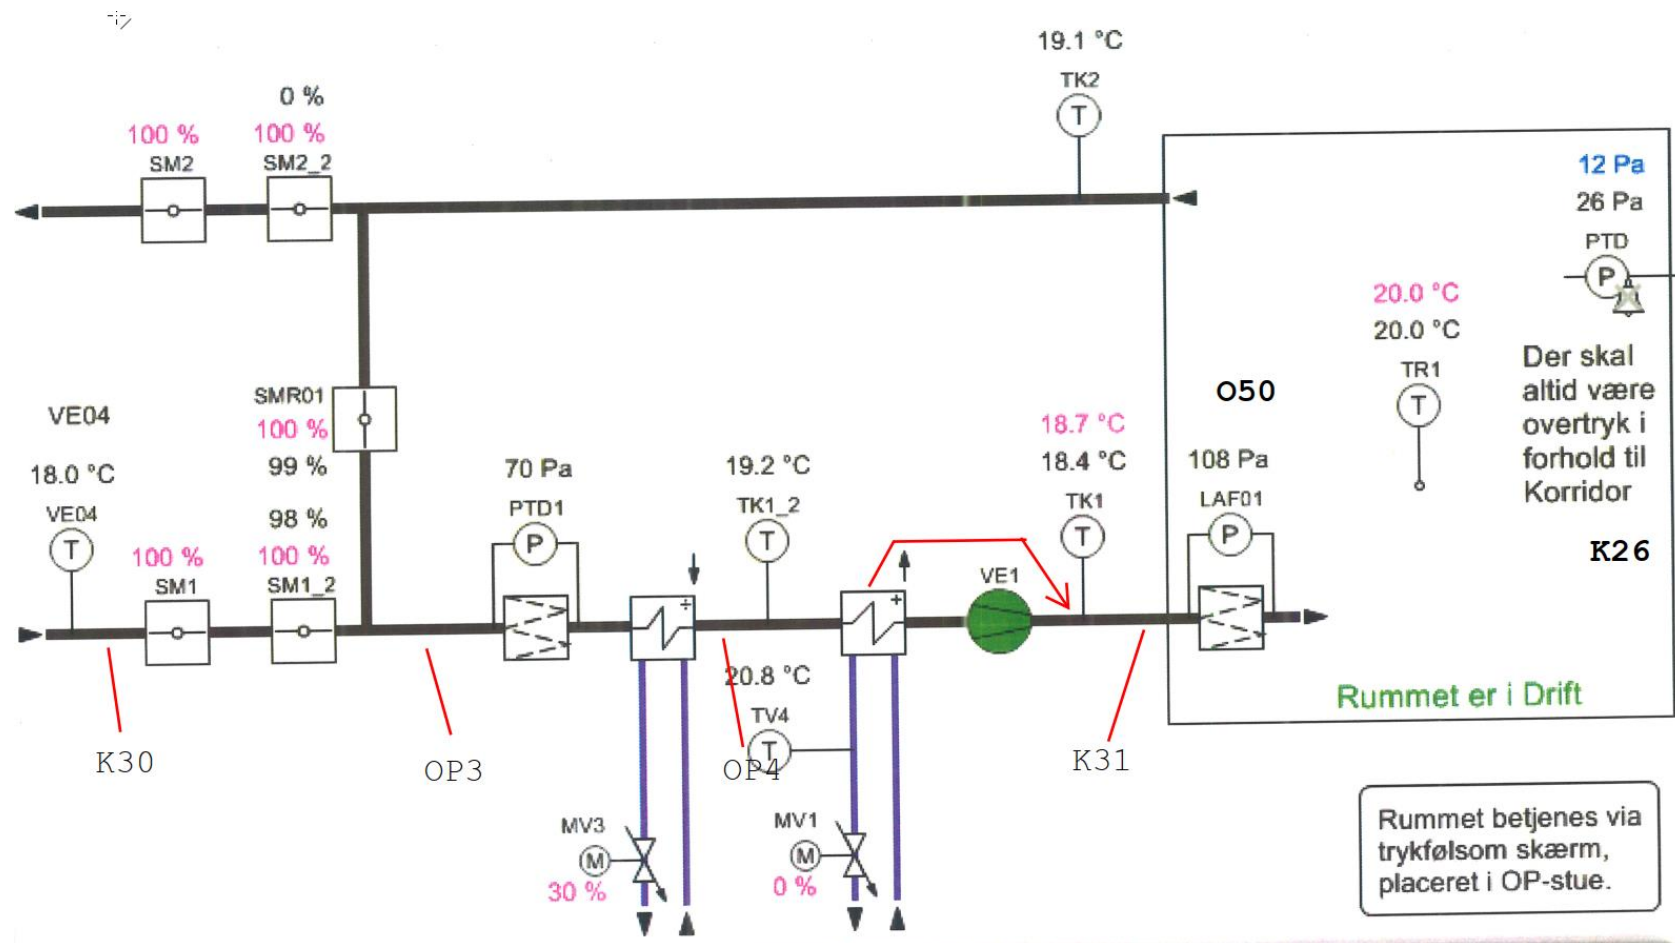 19.1 °C
TK2
T
0 %
100 %
100 %
SM2
SM2_2
12 Pa
26 Pa
PTD
P
20.0 °C
20.0 °C
TR1
T
Der skal
altid være
overtryk i
forhold til
Korridor
O50
K26
SMR01
100 %
99 %
VE04
18.0 °C
VE04
T
98 %
100 %
100 %
SM1
SM1_2
70 Pa
PTD1
P
19.2 °C
TK1_2
T
÷
+
VE1
18.7 °C
18.4 °C
TK1
T
108 Pa
LAF01
P
Rummet er i Drift
20.8 °C
TV4
T
K30
OP3
OP4
K31
MV3
M
30 %
MV1
M
0 %
Rummet betjenes via
trykfølsom skærm,
placeret i OP-stue.